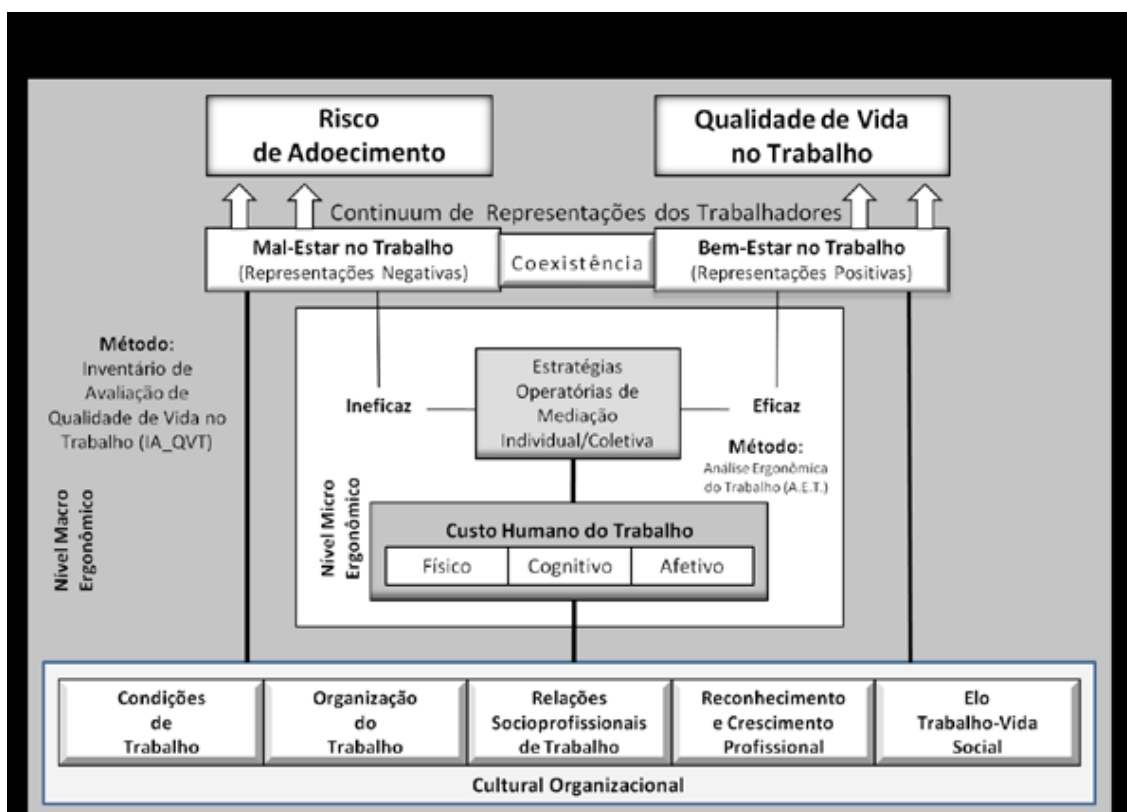 Risco
de Adoecimento
Qualidade de Vida
no Trabalho
Continuum de Representações dos Trabalhadores
Mal-Estar no Trabalho
(Representações Negativas)
Coexistência
Bem-Estar no Trabalho
(Representações Positivas)
Método:
Inventário de
Avaliação de
Qualidade de Vida no
Trabalho (IA_QVT)
Estratégias
Operatórias de
Mediação
Individual/Coletiva
Ineficaz
Eficaz
Método:
Análise Ergonômica
do Trabalho (A.E.T.)
Nível Macro
Ergonômico
Nível Micro
Ergonômico
Custo Humano do Trabalho
Físico
Cognitivo
Afetivo
Condições
de
Trabalho
Organização
do
Trabalho
Relações
Socioprofissionais
de Trabalho
Reconhecimento
e Crescimento
Profissional
Elo
Trabalho-Vida
Social
Cultural Organizacional